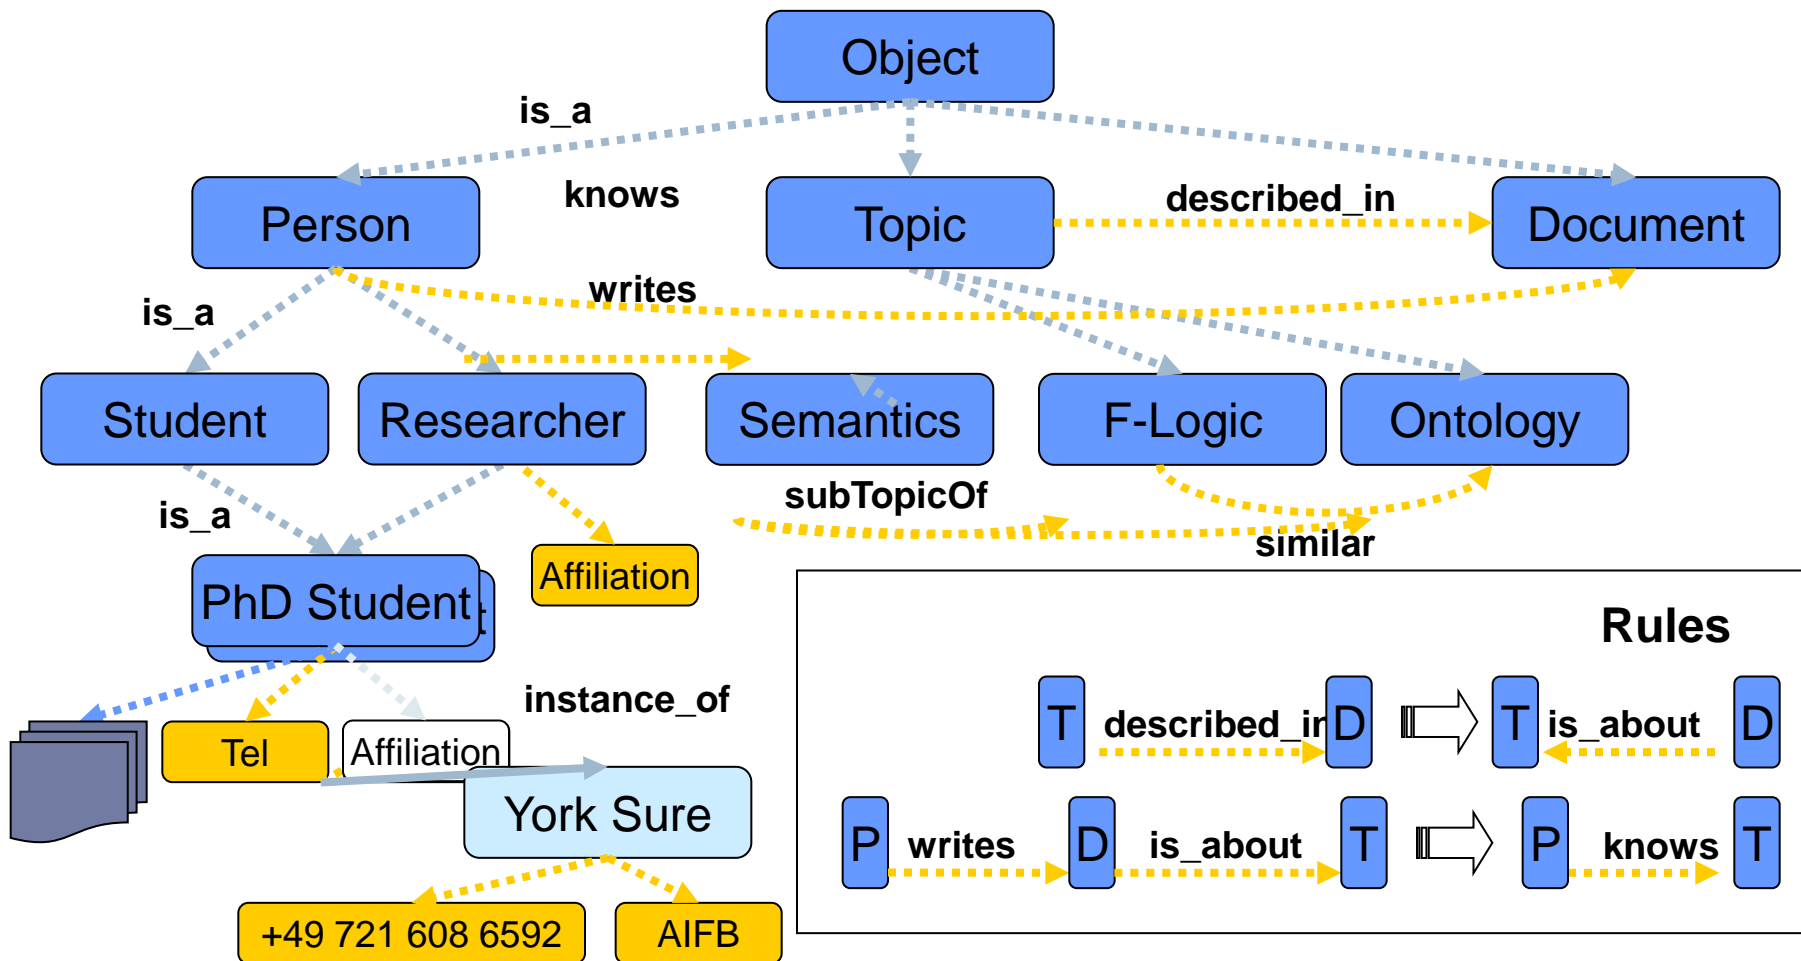 Object
is_a
knows
described_in
Person
Topic
Document
writes
is_a
Student
Researcher
Semantics
F-Logic
Ontology
subTopicOf
is_a
similar
Affiliation
PhD Student
Rules
instance_of
T
described_in
D
T
is_about
D
Tel
Affiliation
York Sure
P
writes
D
is_about
T
P
knows
T
+49 721 608 6592
AIFB